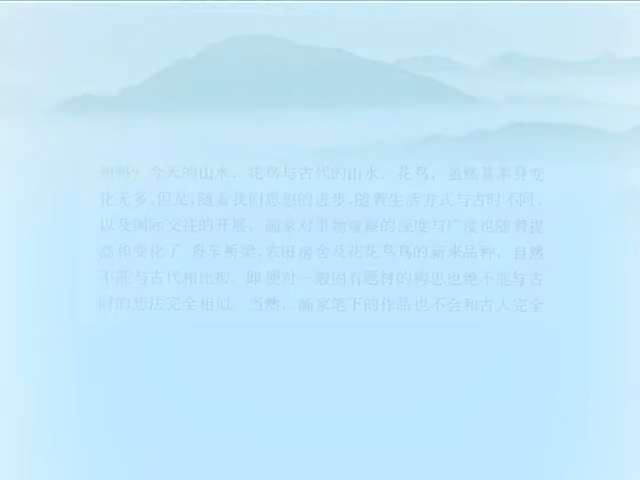 今天的山水、花鸟与古代的山水、花鸟，虽然其本身变
化无多，但是，随着我们思想的进步，随着生活方式与古时不同，
以及国际交往的开展，画家对事物观察的深度与广度也随着提
高和变化了 舟车桥梁，农田房舍及花花鸟鸟的新来品种，自然
不能与古代相比拟 即便对一般固有题材的构思也绝不能与古
时的想法完全相似 当然，画家笔下的作品也不会和古人完全